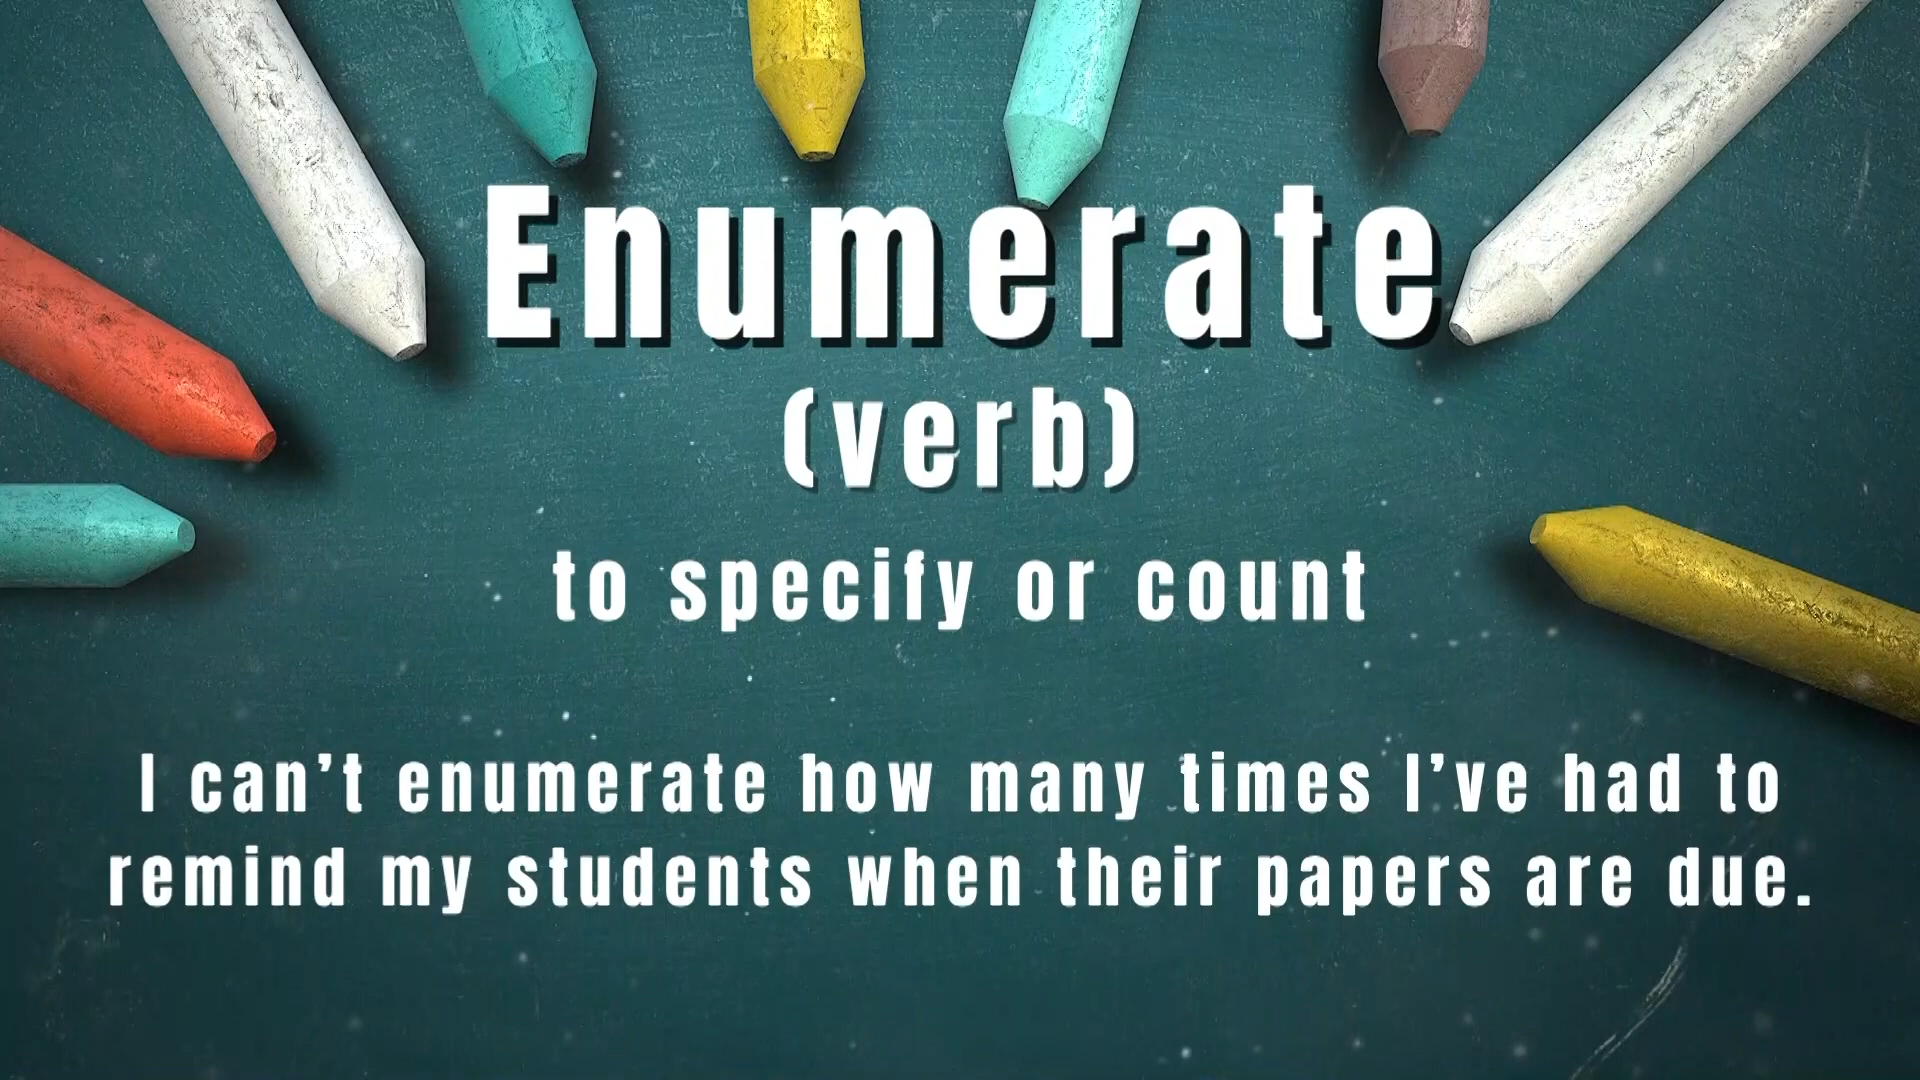 Enumerate
(verb)
to specify or count
I can’t enumerate how many times I’ve had to
remind my students when their papers are due.